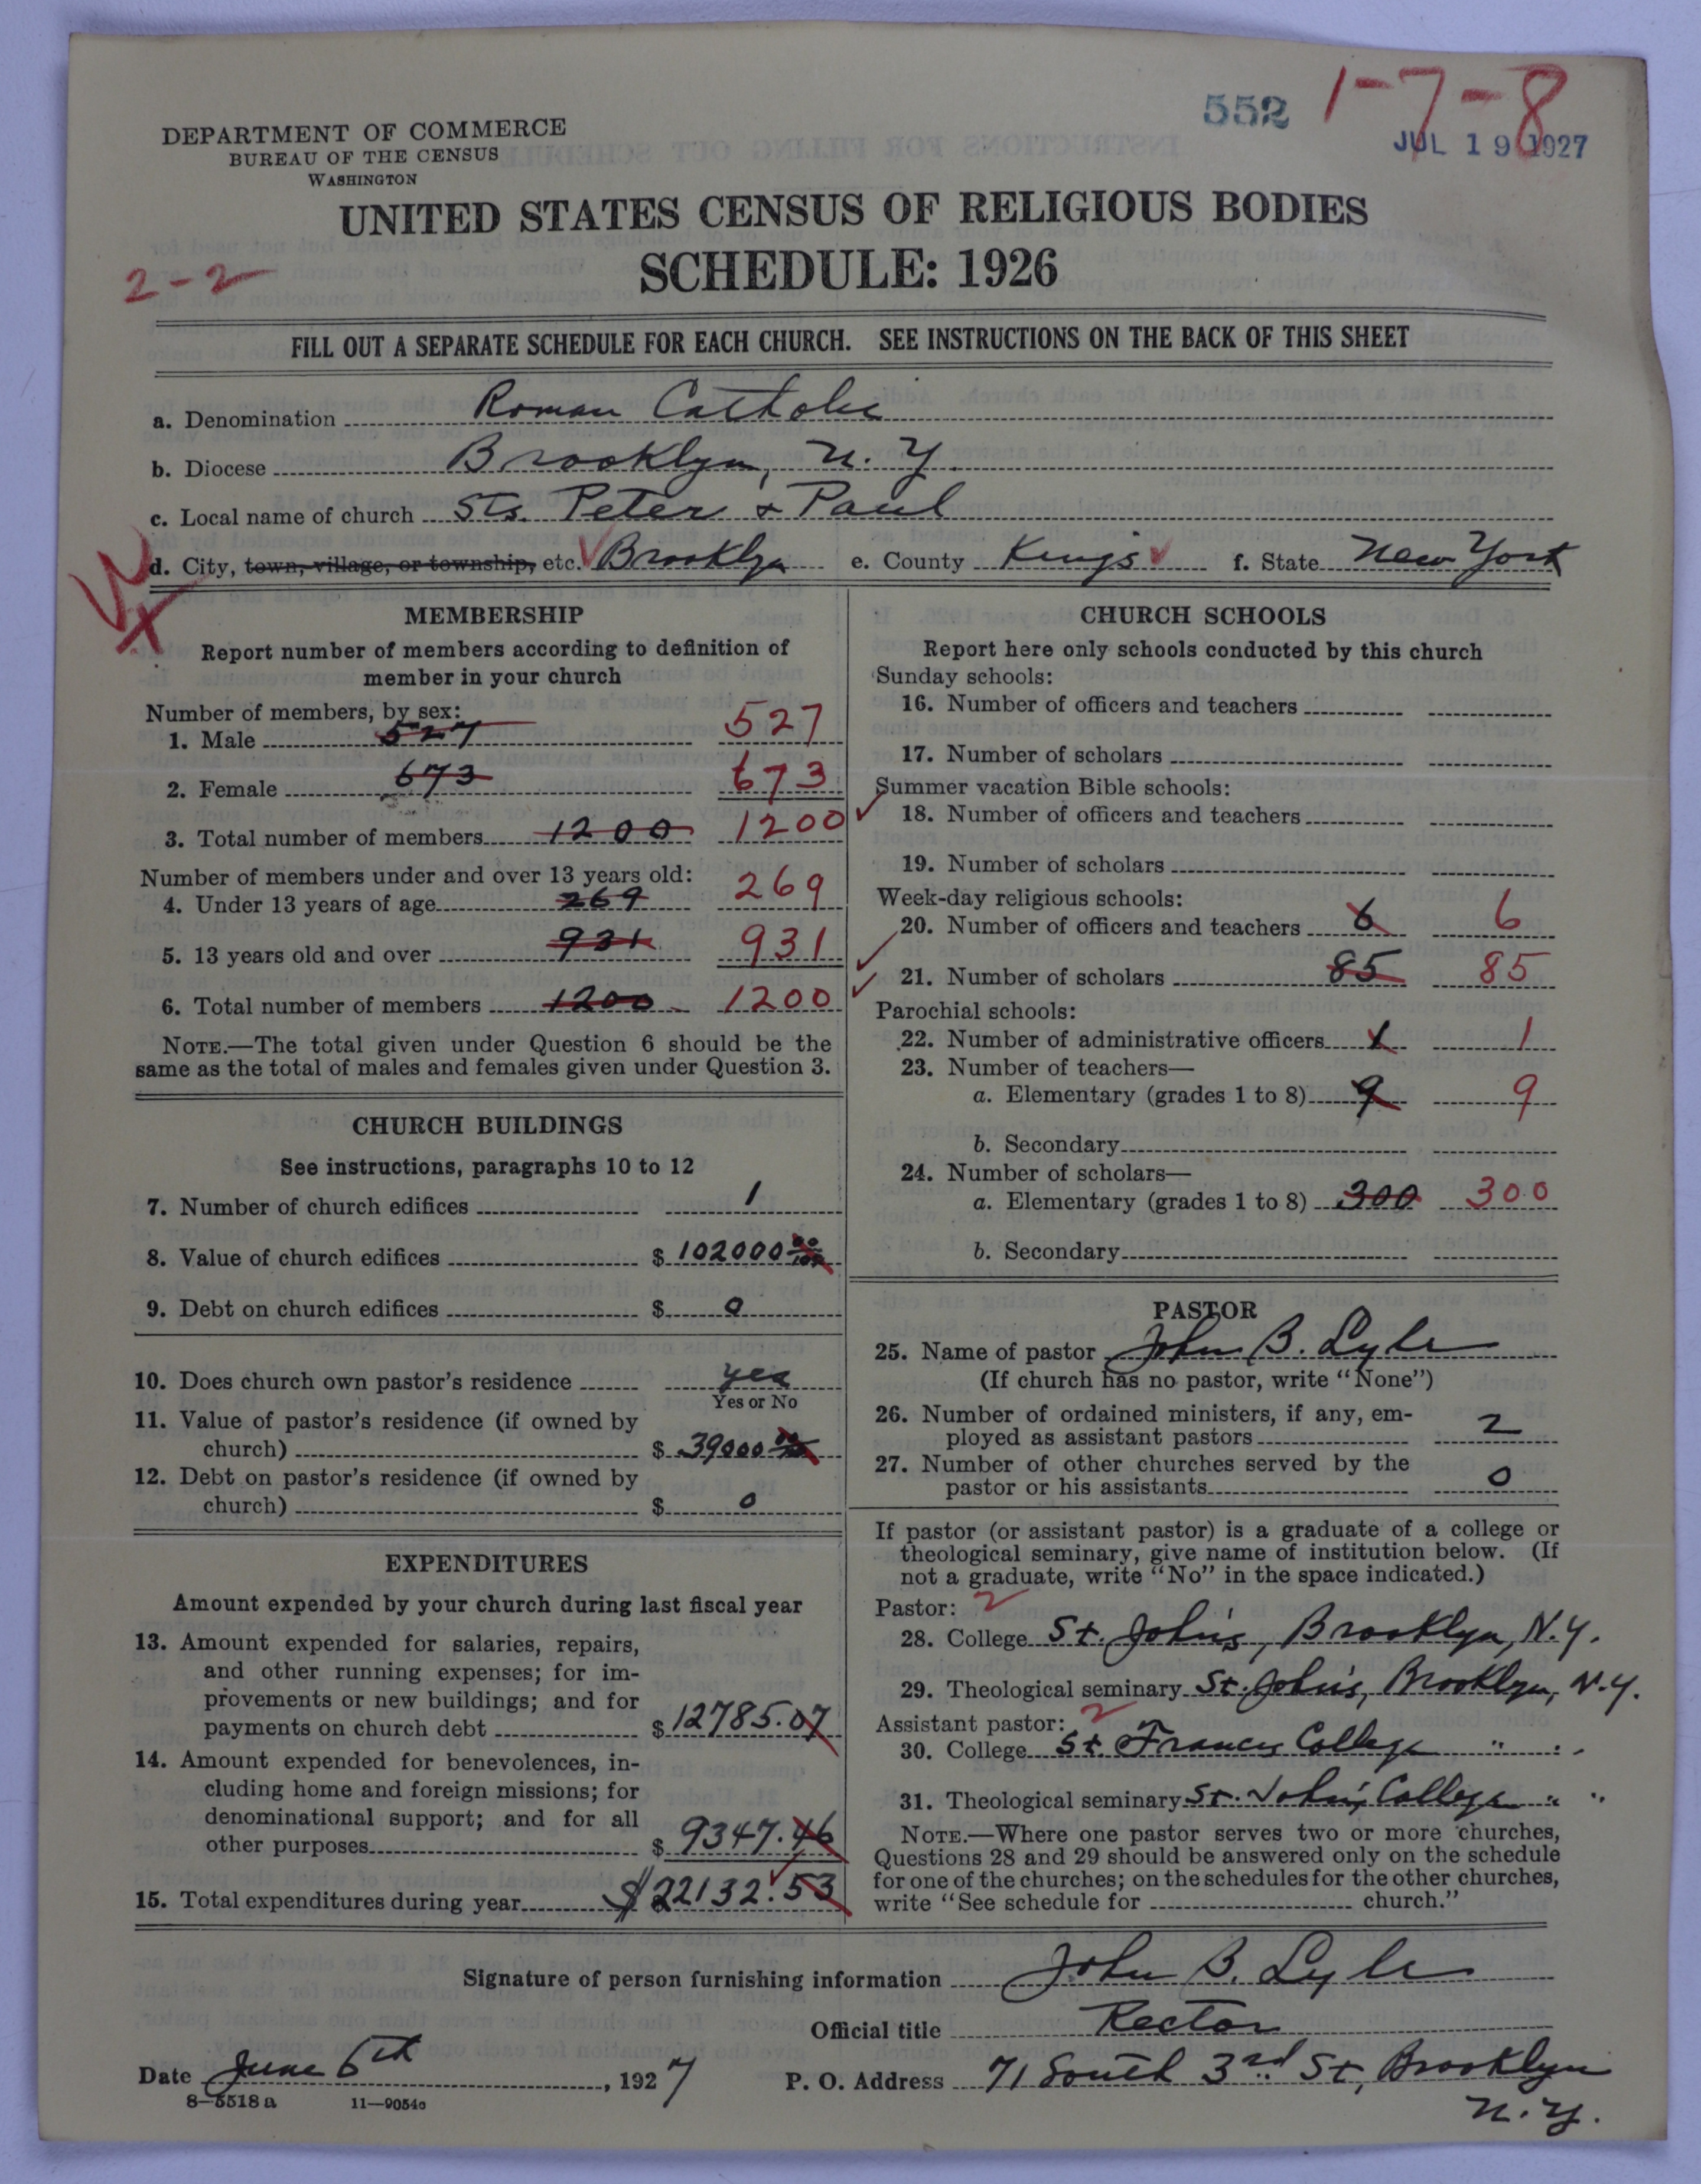 552 1-7-8
JUL 19 1927
DEPARTMENT OF COMMERCE
BUREAU OF THE CENSUS
WASHINGTON
UNITED STATES CENSUS OF RELIGIOUS BODIES
SCHEDULE: 1926
2-2
FILL OUT A SEPARATE SCHEDULE FOR EACH CHURCH. SEE INSTRUCTIONS ON THE BACK OF THIS SHEET
a. Denomination Roman Catholic
b. Diocese Brooklyn, N. Y.
c. Local name of church Sts. Peter & Paul
d. City, town, village, or township, etc. Brooklyn e. County Kings f. State New York
MEMBERSHIP
Report number of members according to definition of
member in your church
Number of members, by sex:
1. Male 527 527
2. Female 673 673
3. Total number of members 1200 1200
Number of members under and over 13 years old:
4. Under 13 years of age 269 269
5. 13 years old and over 931 931
6. Total number of members 1200 1200
NOTE.—The total given under Question 6 should be the
same as the total of males and females given under Question 3.
CHURCH BUILDINGS
See instructions, paragraphs 10 to 12
7. Number of church edifices 1
8. Value of church edifices $ 102000 00/100
9. Debt on church edifices $ 0
10. Does church own pastor's residence yes
Yes or No
11. Value of pastor's residence (if owned by
church) $ 39000 00/100
12. Debt on pastor's residence (if owned by
church) $ 0
EXPENDITURES
Amount expended by your church during last fiscal year
13. Amount expended for salaries, repairs,
and other running expenses; for im-
provements or new buildings; and for
payments on church debt $ 12785.07
14. Amount expended for benevolences, in-
cluding home and foreign missions; for
denominational support; and for all
other purposes $ 9347.46
15. Total expenditures during year $ 22132.53
CHURCH SCHOOLS
Report here only schools conducted by this church
Sunday schools:
16. Number of officers and teachers
17. Number of scholars
Summer vacation Bible schools:
18. Number of officers and teachers
19. Number of scholars
Week-day religious schools:
20. Number of officers and teachers 6 6
21. Number of scholars 85 85
Parochial schools:
22. Number of administrative officers 1 1
23. Number of teachers—
a. Elementary (grades 1 to 8) 9 9
b. Secondary
24. Number of scholars—
a. Elementary (grades 1 to 8) 300 300
b. Secondary
PASTOR
25. Name of pastor John B. Lyle
(If church has no pastor, write "None")
26. Number of ordained ministers, if any, em-
ployed as assistant pastors 2
27. Number of other churches served by the
pastor or his assistants 0
If pastor (or assistant pastor) is a graduate of a college or
theological seminary, give name of institution below. (If
not a graduate, write "No" in the space indicated.)
Pastor: 2
28. College St. John's, Brooklyn, N.Y.
29. Theological seminary St. John's, Brooklyn, N.Y.
Assistant pastor: 2
30. College St. Francis College " "
31. Theological seminary St. John's College " "
NOTE.—Where one pastor serves two or more churches,
Questions 28 and 29 should be answered only on the schedule
for one of the churches; on the schedules for the other churches,
write "See schedule for church."
Signature of person furnishing information John B. Lyle
Official title Rector
Date June 6th, 1927 P. O. Address 71 South 3rd St, Brooklyn
N. Y.
8—5518 a 11—9054c